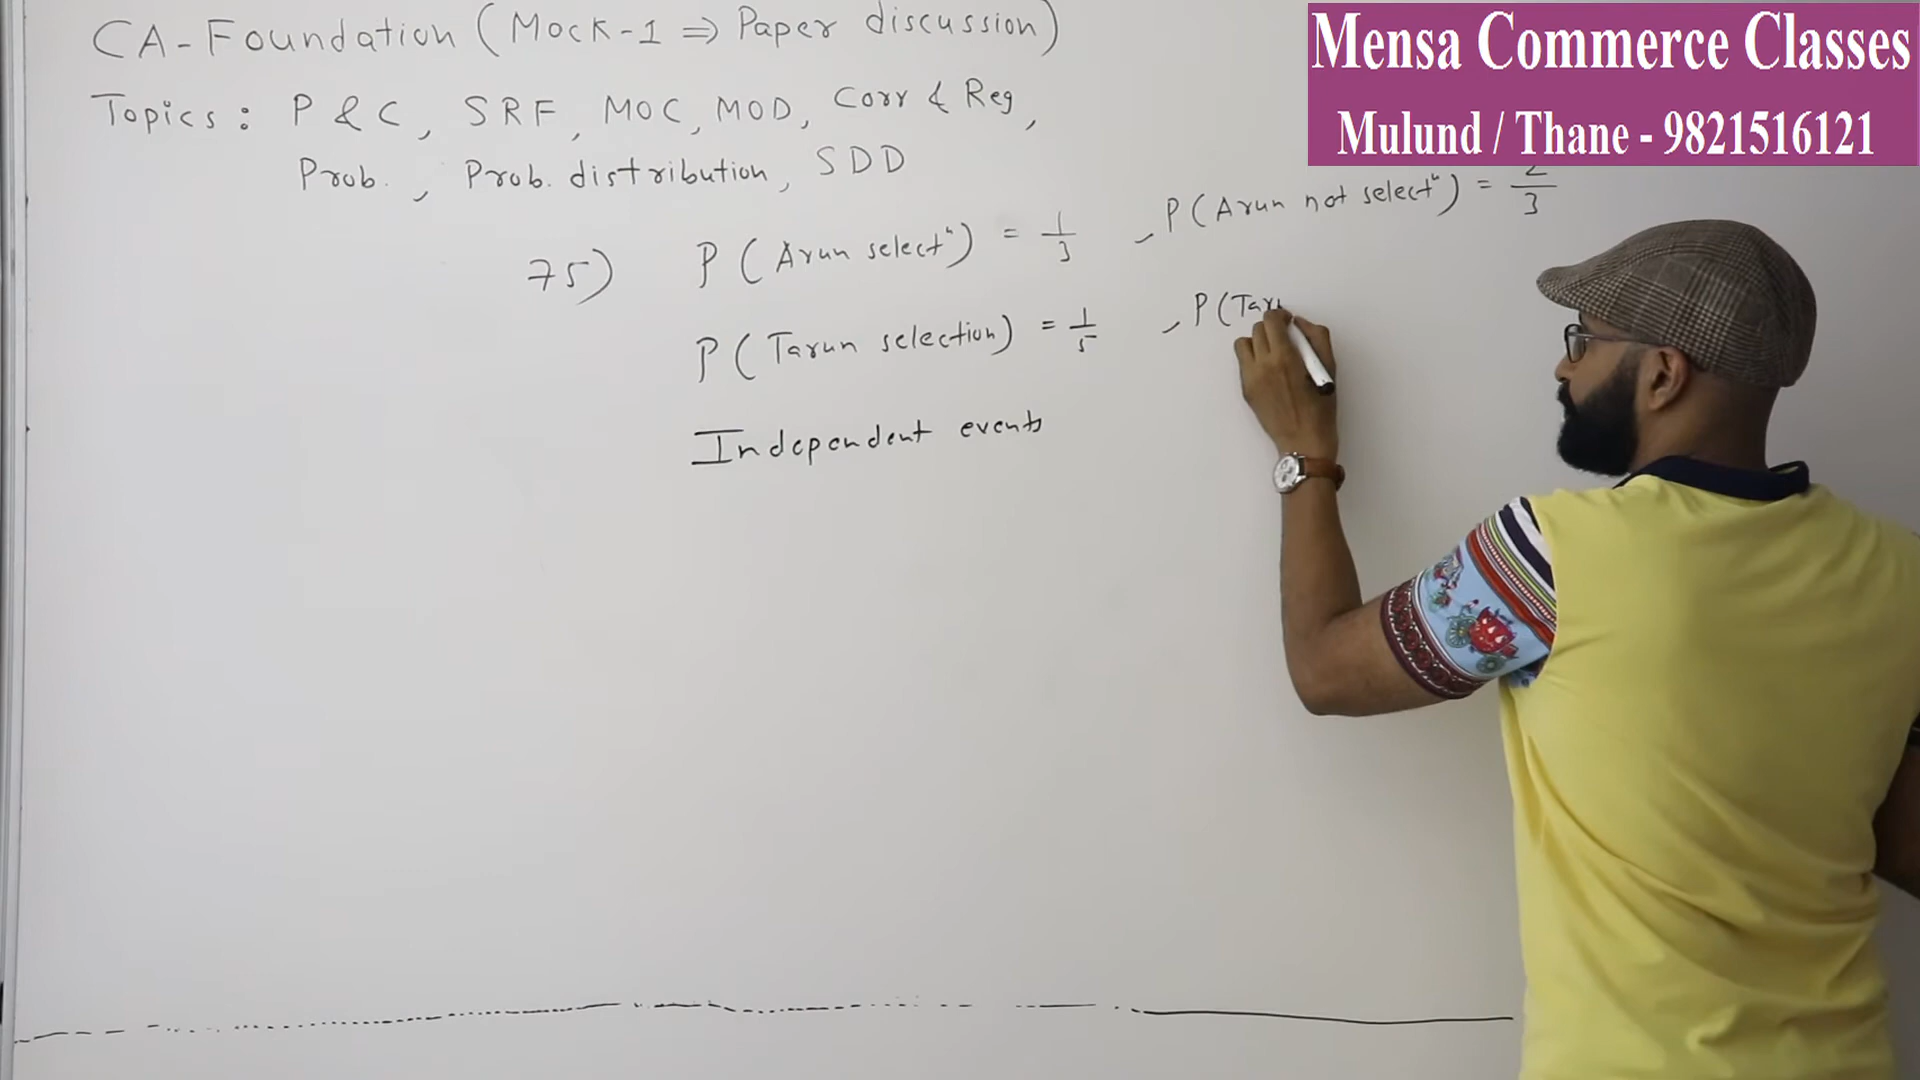 CA-Foundation (Mock-1 ⇒ Paper discussion)
Topics : P & C, SRF, MOC, MOD, Corr & Reg,
Prob., Prob. distribution, SDD
Mensa Commerce Classes
Mulund / Thane - 9821516121
75) P (Arun selectⁿ) = 1/3, P (Arun not selectⁿ) = 2/3
P (Tarun selection) = 1/5, P (Taru
Independent events